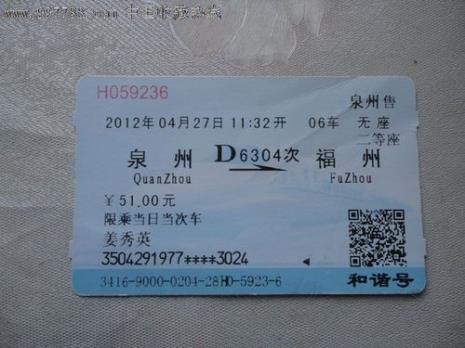 H059236
泉州售
2012年04月27日11:32开 06车 无座
二等座
泉州 D6304次 福州
QuanZhou FuZhou
￥51.00元
限乘当日当次车
姜秀英
3504291977****3024
3416-9000-0204-28H0-5923-6 和谐号